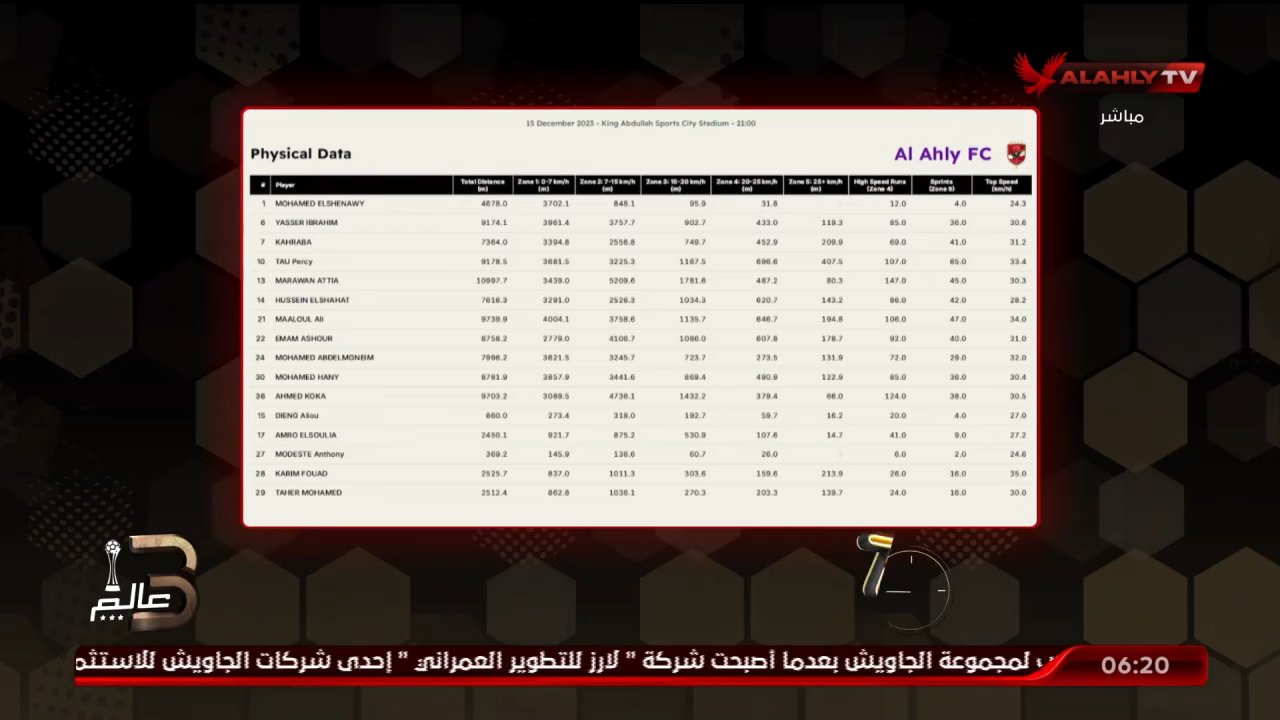 ALAHLY TV
مباشر
15 December 2023 - King Abdullah Sports City Stadium - 21:00
Physical Data
Al Ahly FC
# Player Total Distance (m) Zone 1: 0-7 km/h (m) Zone 2: 7-15 km/h (m) Zone 3: 15-20 km/h (m) Zone 4: 20-25 km/h (m) Zone 5: 25+ km/h (m) High Speed Runs (Zone 4) Sprints (Zone 5) Top Speed (km/h)
1 MOHAMED ELSHENAWY 4678.0 3702.1 848.1 95.9 31.8 12.0 4.0 24.3
6 YASSER IBRAHIM 9174.1 3961.4 3757.7 902.7 433.0 119.3 85.0 36.0 30.6
7 KAHRABA 7364.0 3394.8 2556.8 749.7 452.9 209.9 69.0 41.0 31.2
10 TAU Percy 9178.5 3681.5 3225.3 1167.5 696.6 407.5 107.0 65.0 33.4
13 MARAWAN ATTIA 10997.7 3439.0 5209.6 1781.6 487.2 80.3 147.0 45.0 30.3
14 HUSSEIN ELSHAHAT 7616.3 3291.0 2526.3 1034.3 620.7 143.2 86.0 42.0 28.2
21 MAALOUL Ali 9739.9 4004.1 3758.6 1135.7 646.7 194.8 106.0 47.0 34.0
22 EMAM ASHOUR 8758.2 2779.0 4106.7 1086.0 607.8 178.7 92.0 40.0 31.0
24 MOHAMED ABDELMONEIM 7996.2 3621.5 3245.7 723.7 273.5 131.9 72.0 29.0 32.0
30 MOHAMED HANY 8781.9 3857.9 3441.6 869.4 490.9 122.9 85.0 36.0 30.4
36 AHMED KOKA 9703.2 3089.5 4736.1 1432.2 379.4 66.0 124.0 38.0 30.5
15 DIENG Aliou 860.0 273.4 318.0 192.7 59.7 16.2 20.0 4.0 27.0
17 AMRO ELSOULIA 2450.1 921.7 875.2 530.9 107.6 14.7 41.0 9.0 27.2
27 MODESTE Anthony 369.2 145.9 136.6 60.7 26.0 6.0 2.0 24.6
28 KARIM FOUAD 2525.7 837.0 1011.3 303.6 159.6 213.9 26.0 16.0 35.0
29 TAHER MOHAMED 2512.4 862.8 1036.1 270.3 203.3 139.7 24.0 16.0 30.0
3 عالم
لمجموعة الجاويش بعدما أصبحت شركة " لارز للتطوير العمراني " إحدى شركات الجاويش
06:20